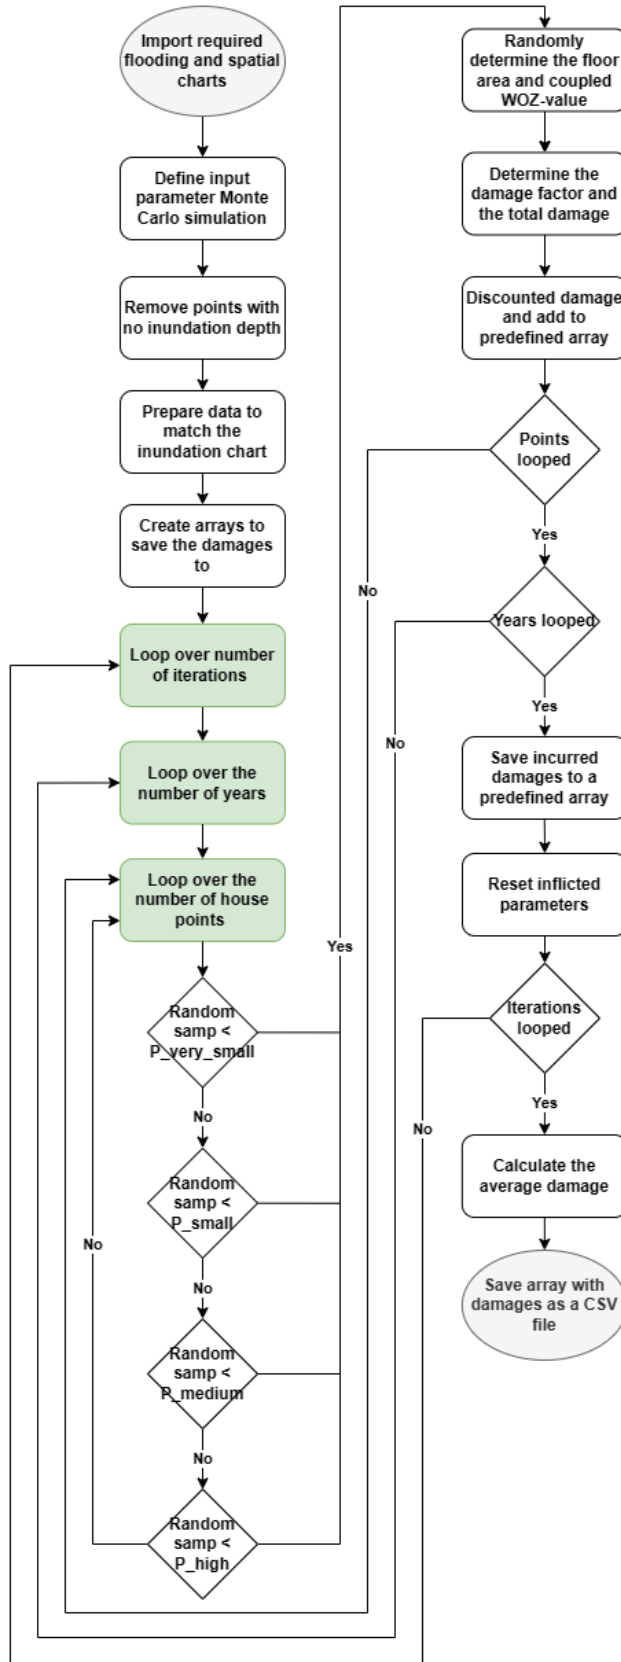 Import required
flooding and spatial
charts
Define input
parameter Monte
Carlo simulation
Remove points with
no inundation depth
Prepare data to
match the
inundation chart
Create arrays to
save the damages
to
Loop over number
of iterations
Loop over the
number of years
Loop over the
number of house
points
Random
samp <
P_very_small
No
Random
samp <
P_small
No
No
Random
samp <
P_medium
No
Random
samp <
P_high
Yes
Randomly
determine the floor
area and coupled
WOZ-value
Determine the
damage factor and
the total damage
Discounted damage
and add to
predefined array
Points
looped
No
Yes
Years looped
No
Yes
Save incurred
damages to a
predefined array
Reset inflicted
parameters
Iterations
looped
No
Yes
Calculate the
average damage
Save array with
damages as a CSV
file